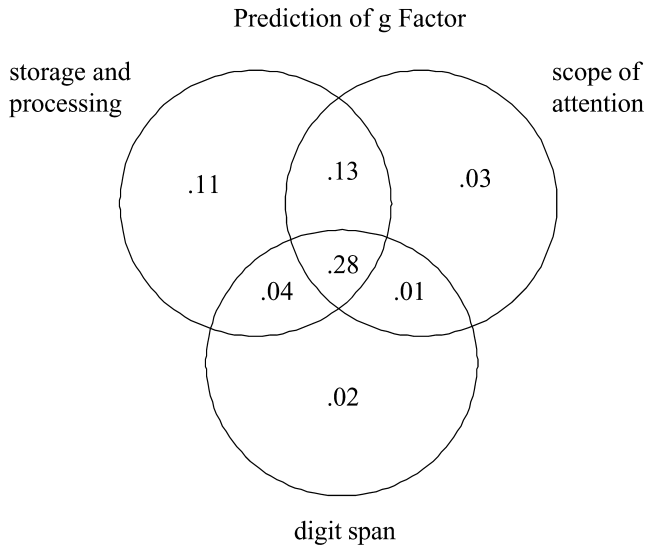 Prediction of g Factor
storage and
processing
scope of
attention
.11
.13
.03
.28
.04
.01
.02
digit span